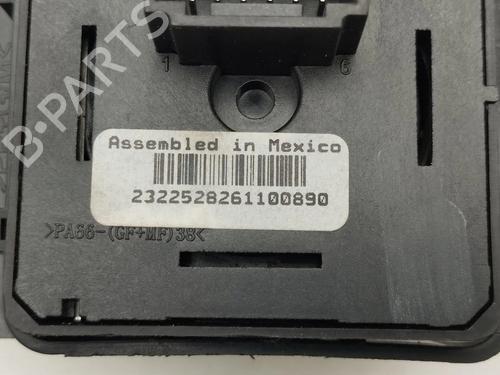 B-PARTS
1 6
Assembled in Mexico
2322528261100890
>PA66-(GF+MF)38<